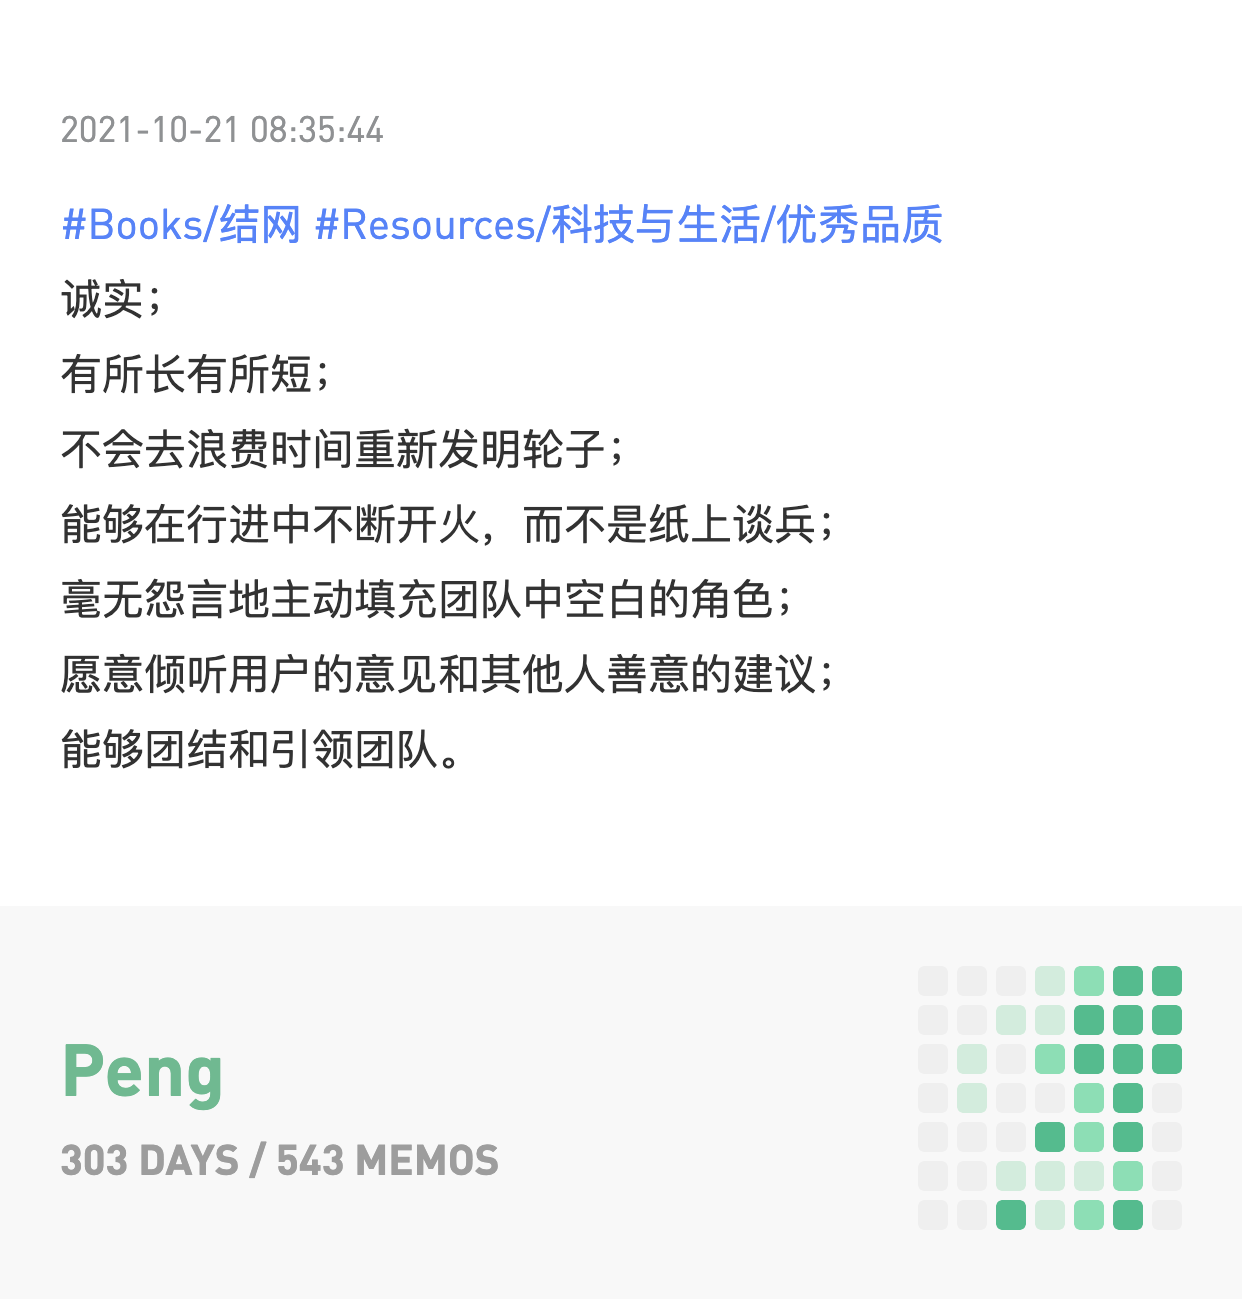 2021-10-21 08:35:44
#Books/结网 #Resources/科技与生活/优秀品质
诚实；
有所长有所短；
不会去浪费时间重新发明轮子；
能够在行进中不断开火，而不是纸上谈兵；
毫无怨言地主动填充团队中空白的角色；
愿意倾听用户的意见和其他人善意的建议；
能够团结和引领团队。
Peng
303 DAYS / 543 MEMOS